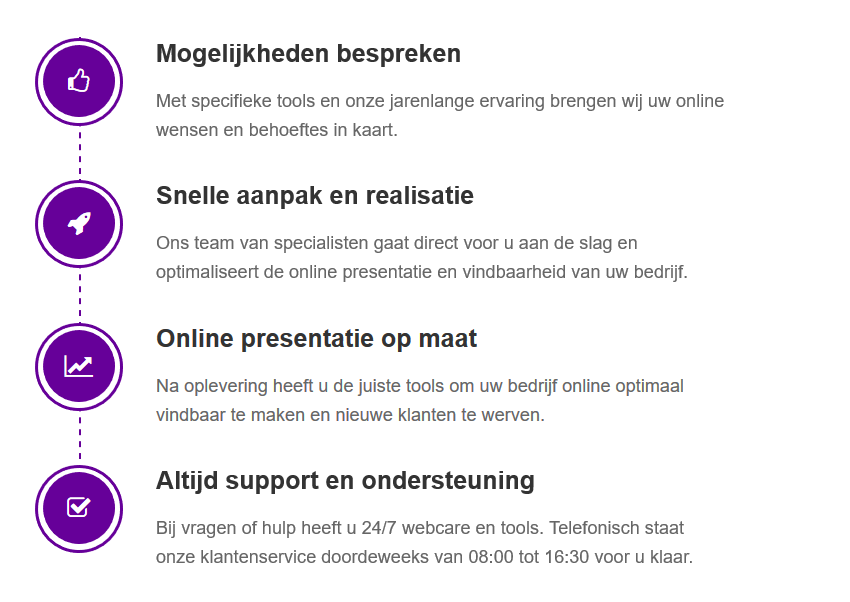 Mogelijkheden bespreken
Met specifieke tools en onze jarenlange ervaring brengen wij uw online
wensen en behoeftes in kaart.
Snelle aanpak en realisatie
Ons team van specialisten gaat direct voor u aan de slag en
optimaliseert de online presentatie en vindbaarheid van uw bedrijf.
Online presentatie op maat
Na oplevering heeft u de juiste tools om uw bedrijf online optimaal
vindbaar te maken en nieuwe klanten te werven.
Altijd support en ondersteuning
Bij vragen of hulp heeft u 24/7 webcare en tools. Telefonisch staat
onze klantenservice doordeweeks van 08:00 tot 16:30 voor u klaar.